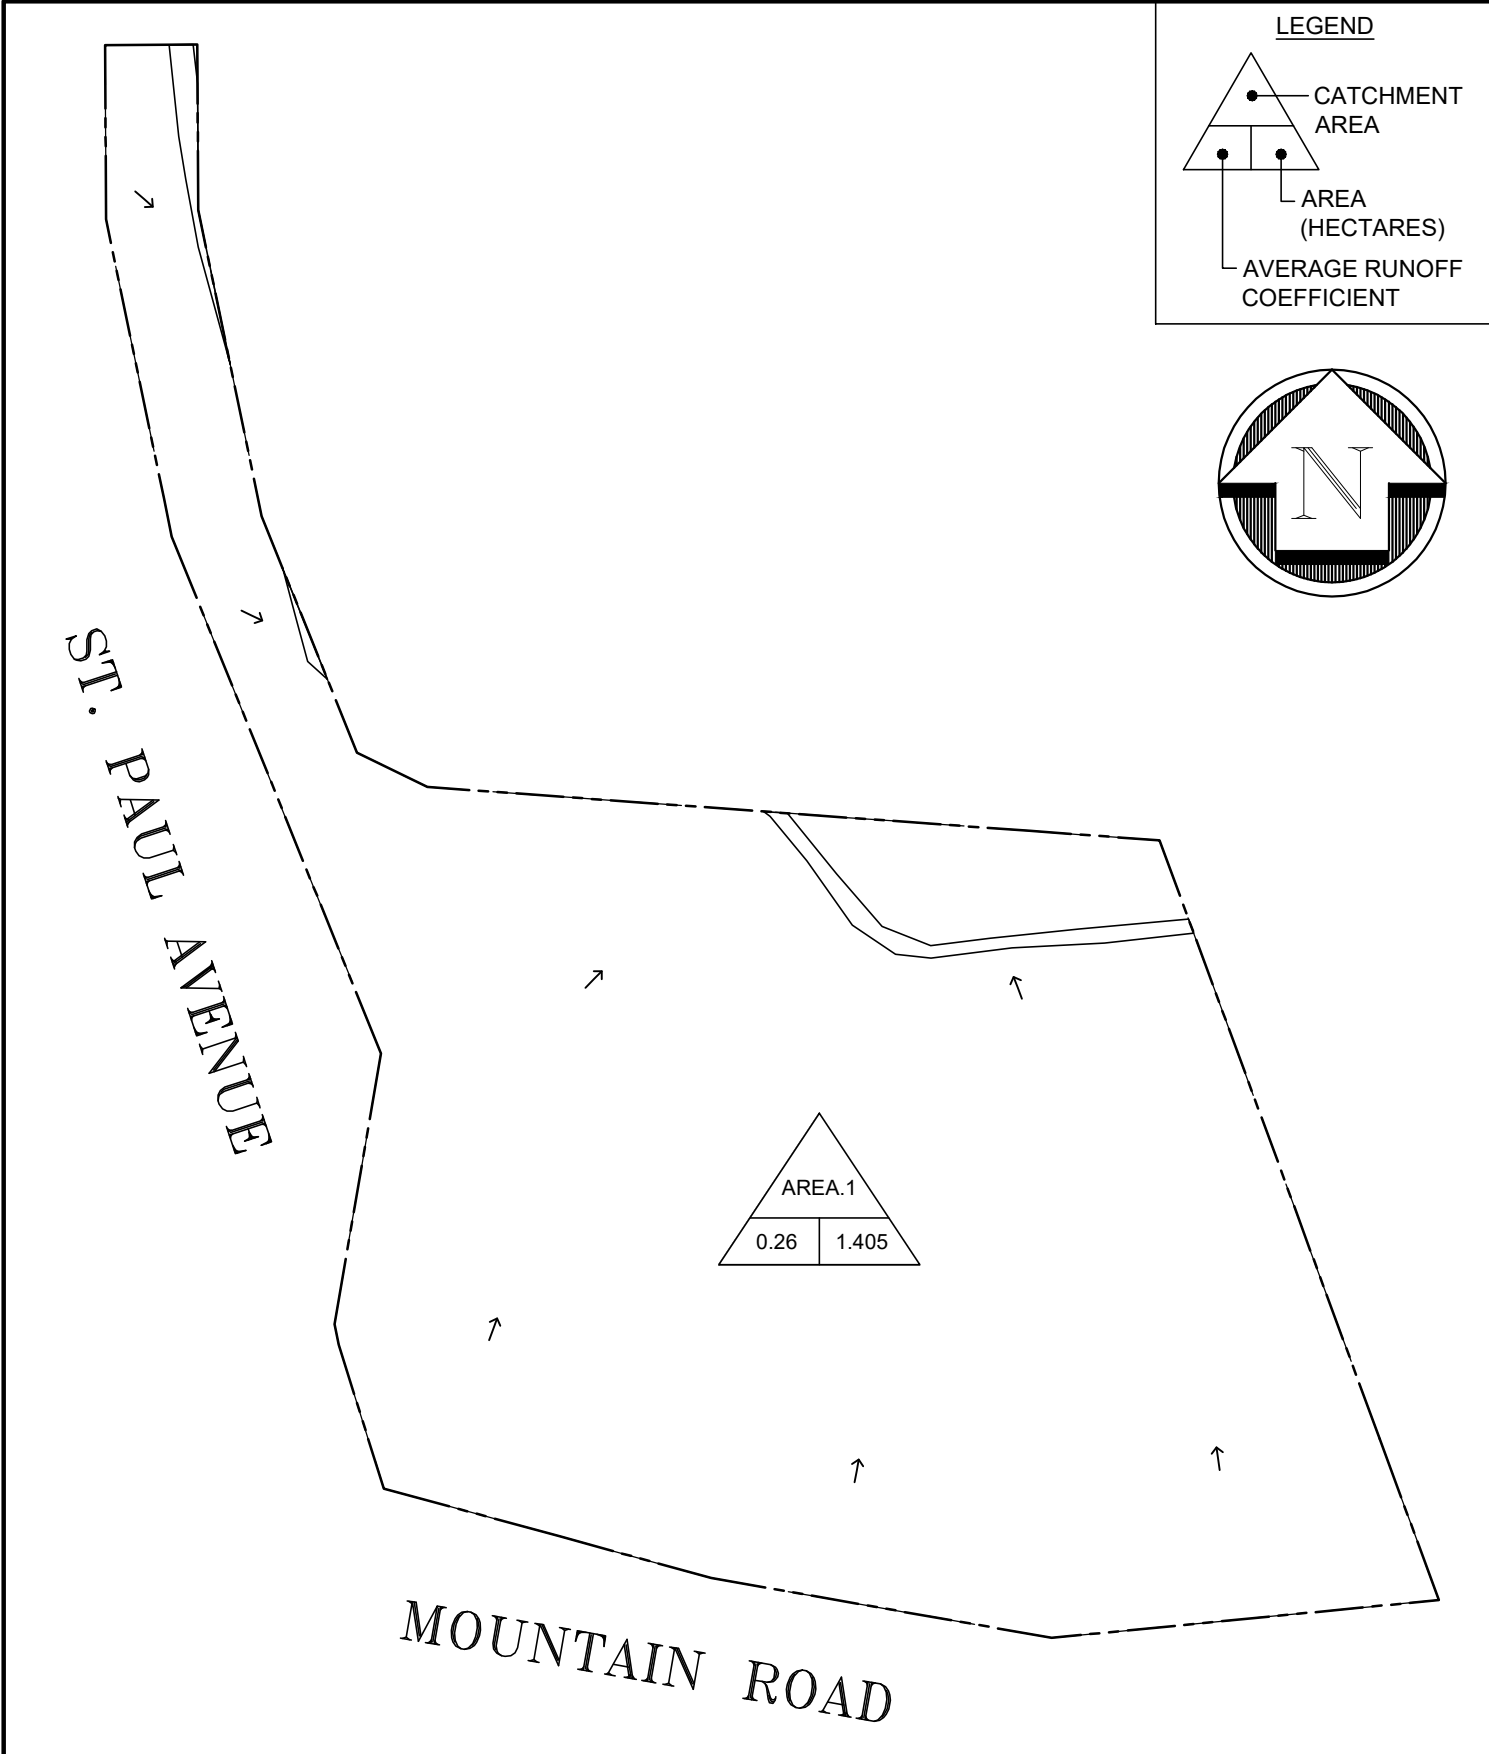 LEGEND
CATCHMENT
AREA
AREA
(HECTARES)
AVERAGE RUNOFF
COEFFICIENT
N
ST. PAUL AVENUE
AREA.1
0.26 1.405
MOUNTAIN ROAD